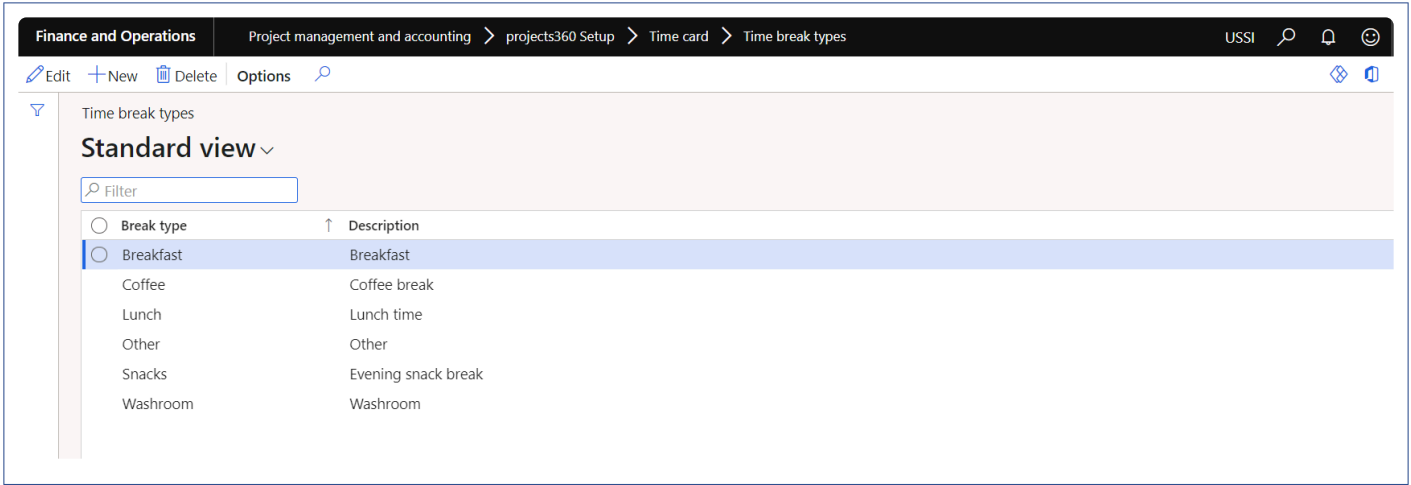 Finance and Operations Project management and accounting projects360 Setup Time card Time break types USSI
Edit New Delete Options
Time break types
Standard view
Filter
Break type Description
Breakfast Breakfast
Coffee Coffee break
Lunch Lunch time
Other Other
Snacks Evening snack break
Washroom Washroom